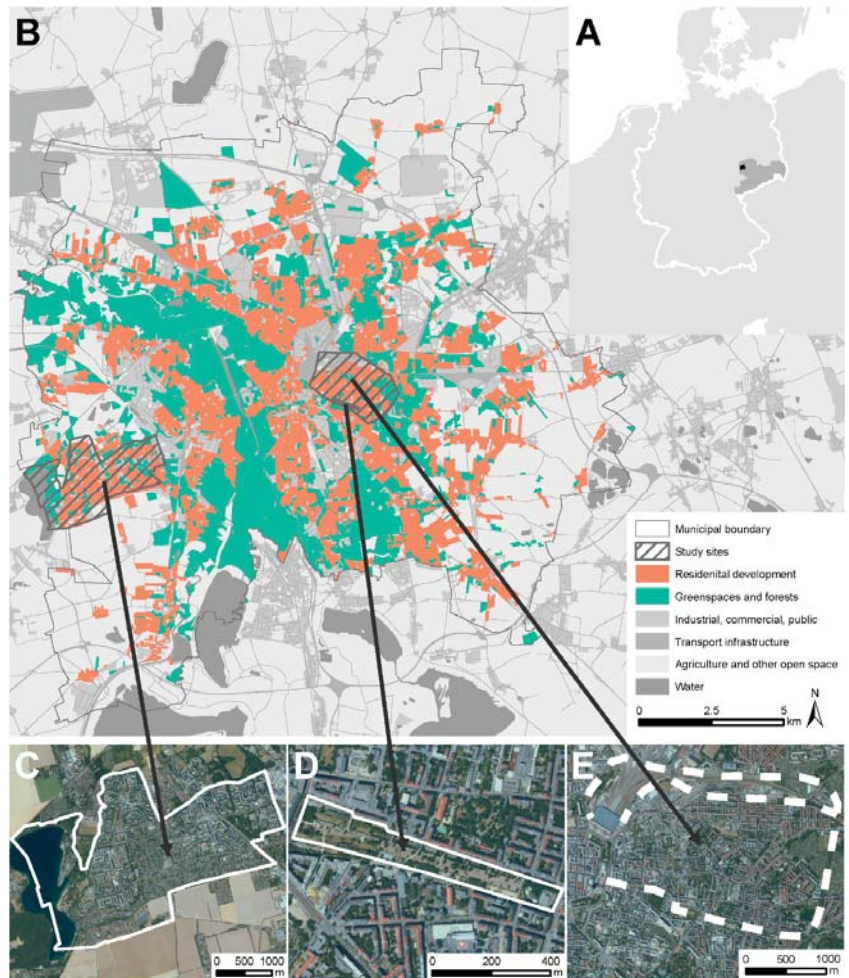 B
A
Municipal boundary
Study sites
Residenital development
Greenspaces and forests
Industrial, commercial, public
Transport infrastructure
Agriculture and other open space
Water
N
0 2.5 5
km
C
0 500 1000
m
D
0 200 400
m
E
0 500 1000
m